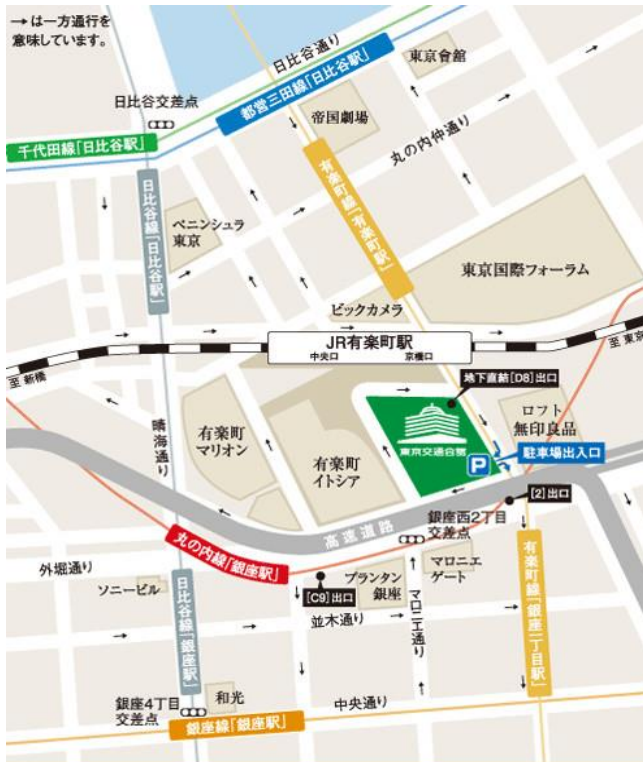 →は一方通行を
意味しています。
日比谷通り
東京會舘
都営三田線「日比谷駅」
日比谷交差点
帝国劇場
千代田線「日比谷駅」
丸の内仲通り
日比谷線「日比谷駅」
有楽町線「有楽町駅」
ペニンシュラ
東京
東京国際フォーラム
ビックカメラ
JR有楽町駅
中央口
京橋口
至 東京
至 新橋
地下直結[D8]出口
ロフト
無印良品
晴海通り
有楽町
マリオン
有楽町
イトシア
東京交通会館
P
駐車場出入口
[2]出口
高速道路
銀座西2丁目
交差点
丸の内線「銀座駅」
外堀通り
マロニエ
ゲート
プランタン
銀座
ソニービル
[C9]出口
並木通り
マロニエ通り
有楽町線「銀座一丁目駅」
日比谷線「銀座駅」
和光
銀座4丁目
交差点
中央通り
銀座線「銀座駅」